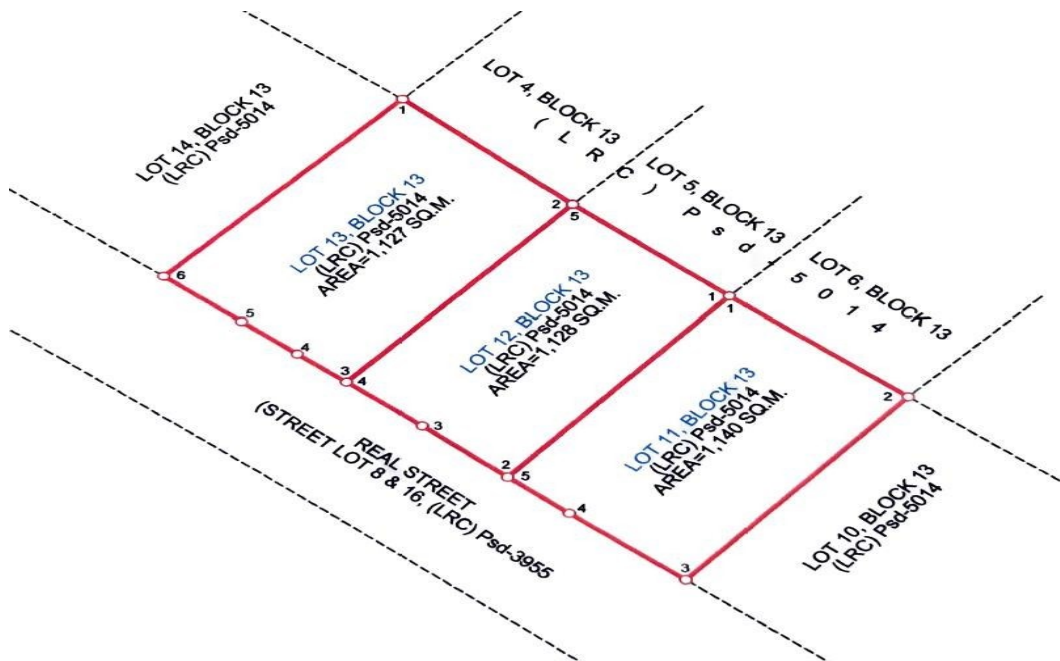 LOT 14, BLOCK 13
(LRC) Psd-5014
LOT 4, BLOCK 13
LOT 5, BLOCK 13
LOT 6, BLOCK 13
( L R C ) P s d - 5 0 1 4
LOT 13, BLOCK 13
(LRC) Psd-5014
AREA=1,127 SQ.M.
LOT 12, BLOCK 13
(LRC) Psd-5014
AREA=1,128 SQ.M.
LOT 11, BLOCK 13
(LRC) Psd-5014
AREA=1,140 SQ.M.
LOT 10, BLOCK 13
(LRC) Psd-5014
REAL STREET
(STREET LOT 8 & 16, (LRC) Psd-3955
1
2
5
1
1
2
6
5
4
3
4
3
2
5
4
3